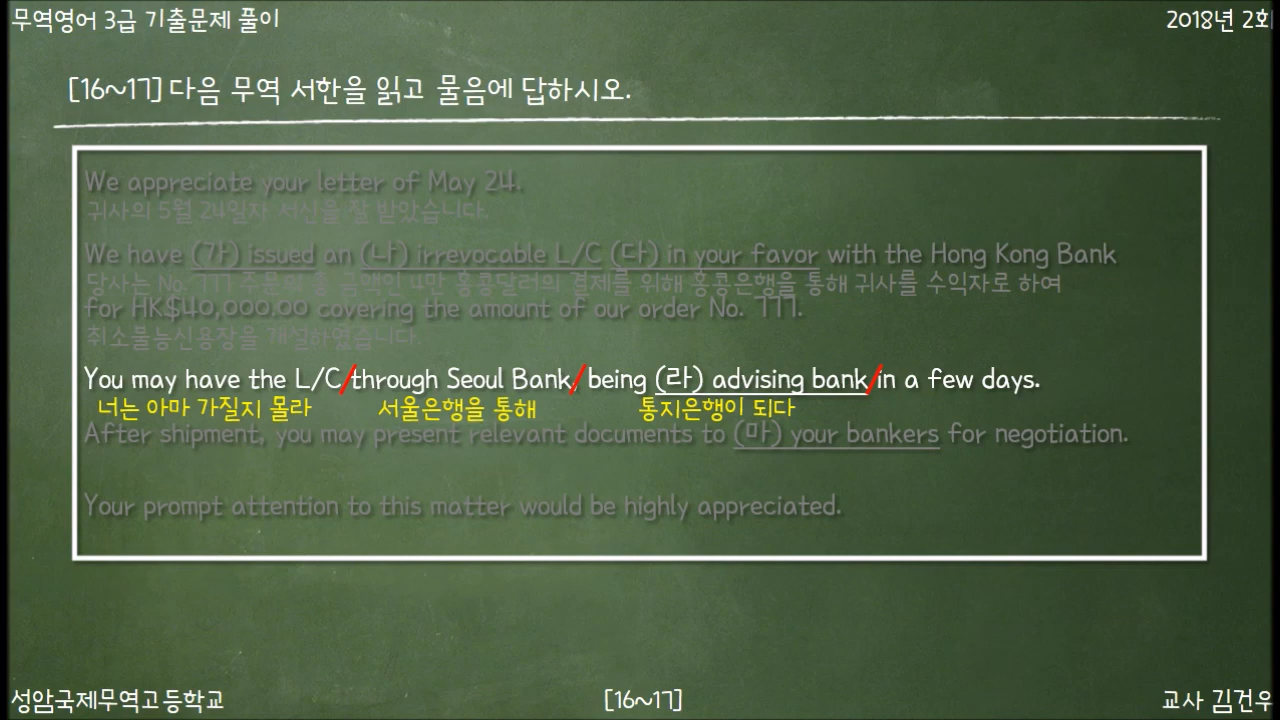 무역영어 3급 기출문제 풀이
2018년 2회
[16~17] 다음 무역 서한을 읽고 물음에 답하시오.
We appreciate your letter of May 24.
귀사의 5월 24일자 서신을 잘 받았습니다.
We have (가) issued an (나) irrevocable L/C (다) in your favor with the Hong Kong Bank
당사는 No. 주문 금액인 4만 홍콩달러의 결제를 위해 홍콩은행을 통해 귀사를 수익자로 하여
for HK$40,000.00 covering the amount of our order No. 777.
취소불능신용장을 개설하였습니다.
You may have the L/C/through Seoul Bank,/being (라) advising bank/in a few days.
너는 아마 가질지 몰라 서울은행을 통해 통지은행이 되다
After shipment, you may present relevant documents to (마) your bankers for negotiation.
Your prompt attention to this matter would be highly appreciated.
성암국제무역고등학교
[16~17]
교사 김건우